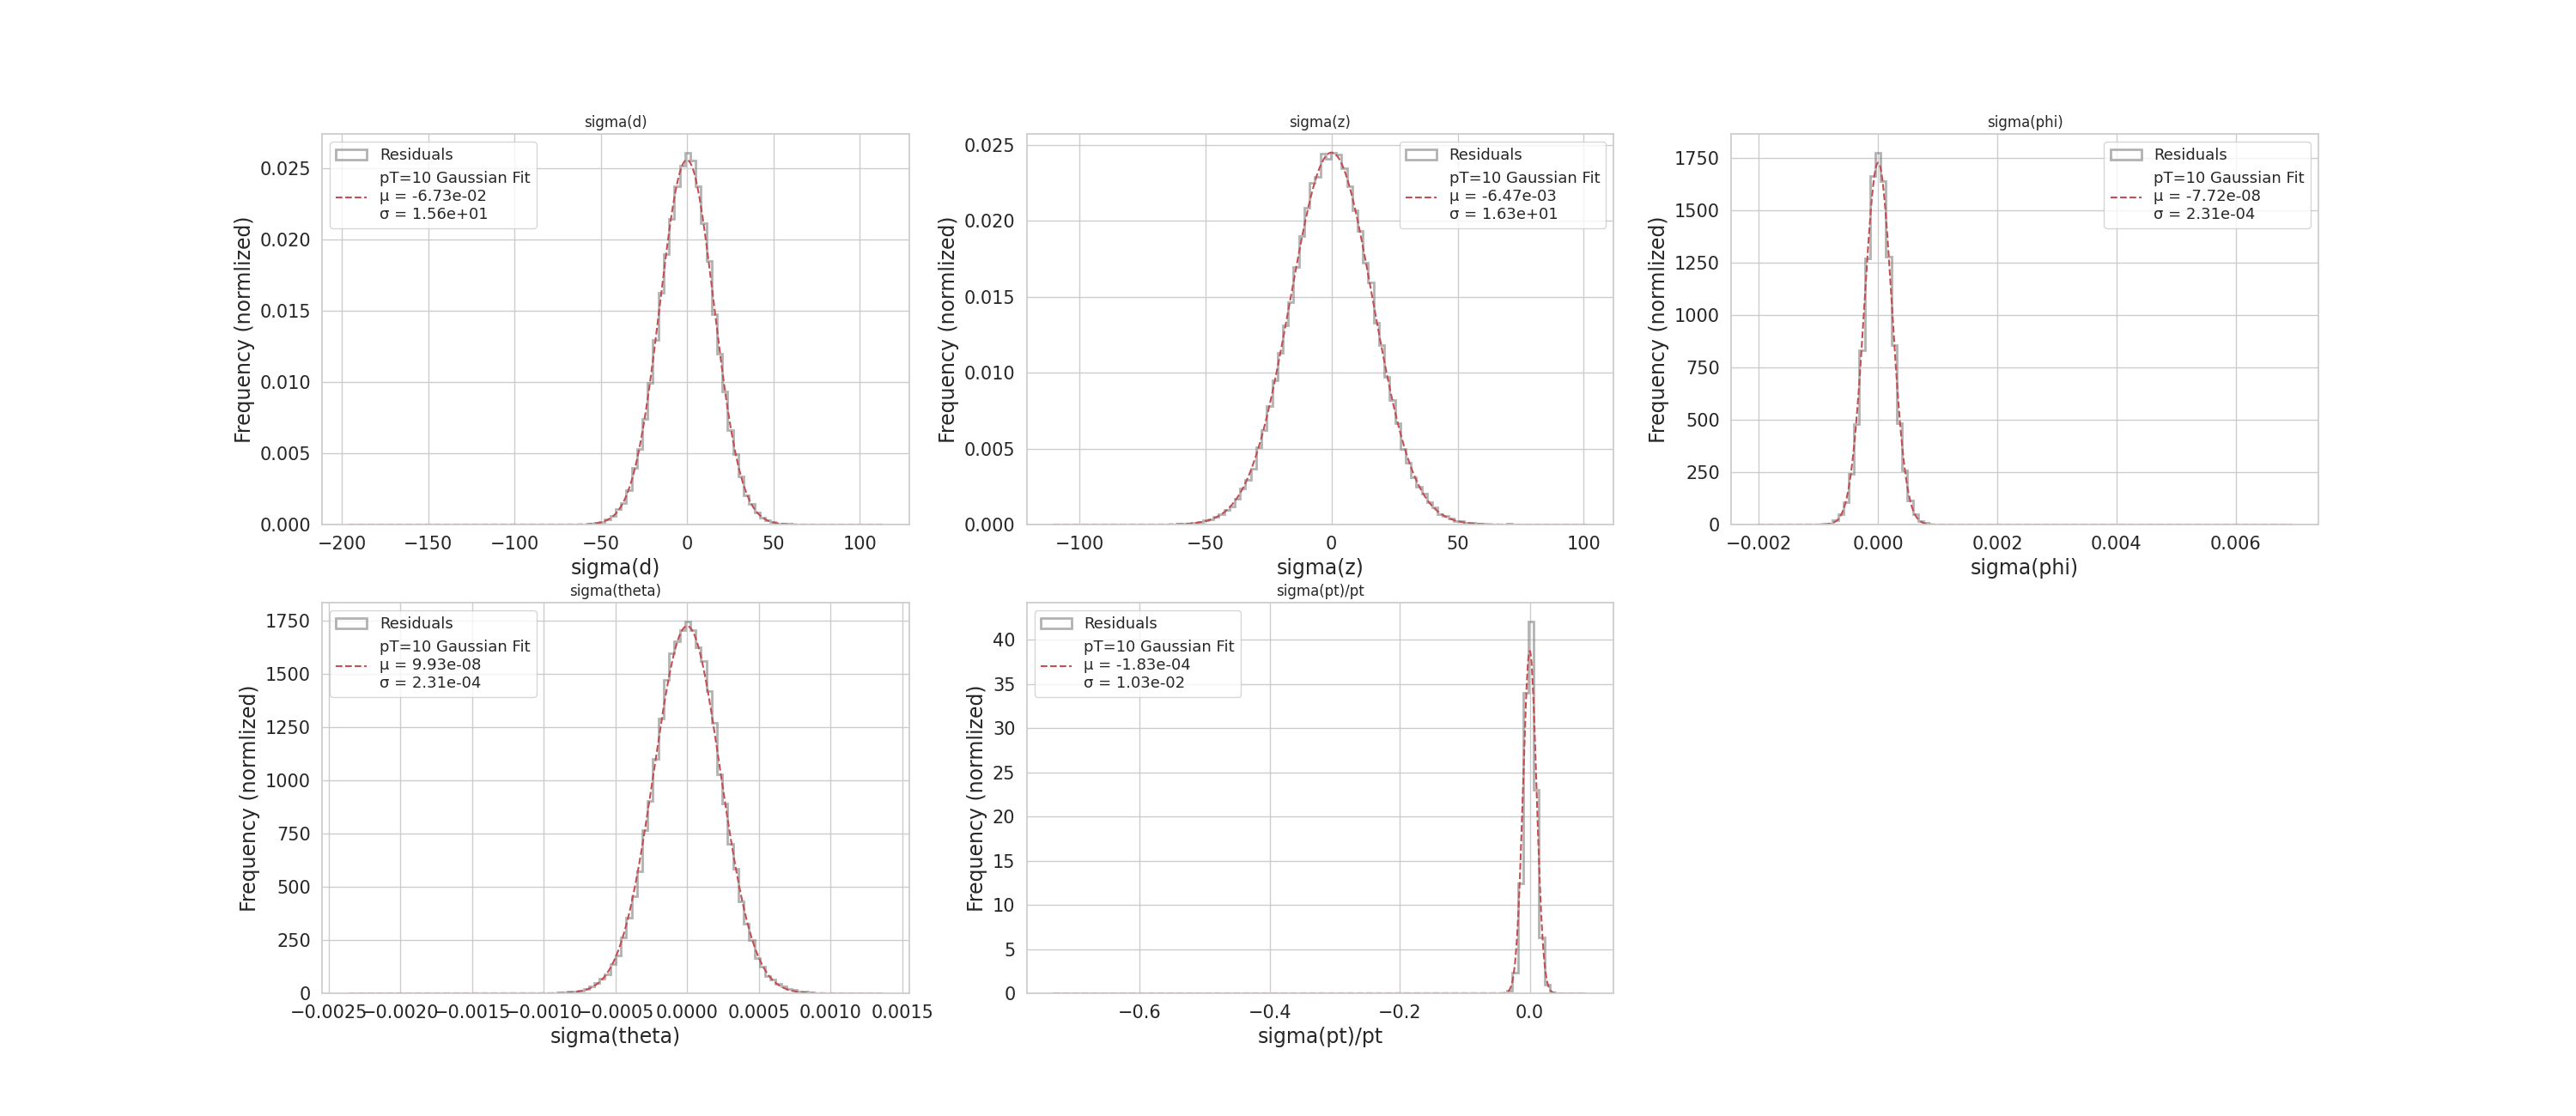 sigma(d)
Frequency (normlized)
0.025
0.020
0.015
0.010
0.005
0.000
Residuals
pT=10 Gaussian Fit
μ = -6.73e-02
σ = 1.56e+01
−200 −150 −100 −50 0 50 100
sigma(d)
sigma(z)
Frequency (normlized)
0.025
0.020
0.015
0.010
0.005
0.000
Residuals
pT=10 Gaussian Fit
μ = -6.47e-03
σ = 1.63e+01
−100 −50 0 50 100
sigma(z)
sigma(phi)
Frequency (normlized)
1750
1500
1250
1000
750
500
250
0
Residuals
pT=10 Gaussian Fit
μ = -7.72e-08
σ = 2.31e-04
−0.002 0.000 0.002 0.004 0.006
sigma(phi)
sigma(theta)
Frequency (normlized)
1750
1500
1250
1000
750
500
250
0
Residuals
pT=10 Gaussian Fit
μ = 9.93e-08
σ = 2.31e-04
−0.0025 −0.0020 −0.0015 −0.0010 −0.0005 0.0000 0.0005 0.0010 0.0015
sigma(theta)
sigma(pt)/pt
Frequency (normlized)
40
35
30
25
20
15
10
5
0
Residuals
pT=10 Gaussian Fit
μ = -1.83e-04
σ = 1.03e-02
−0.6 −0.4 −0.2 0.0
sigma(pt)/pt